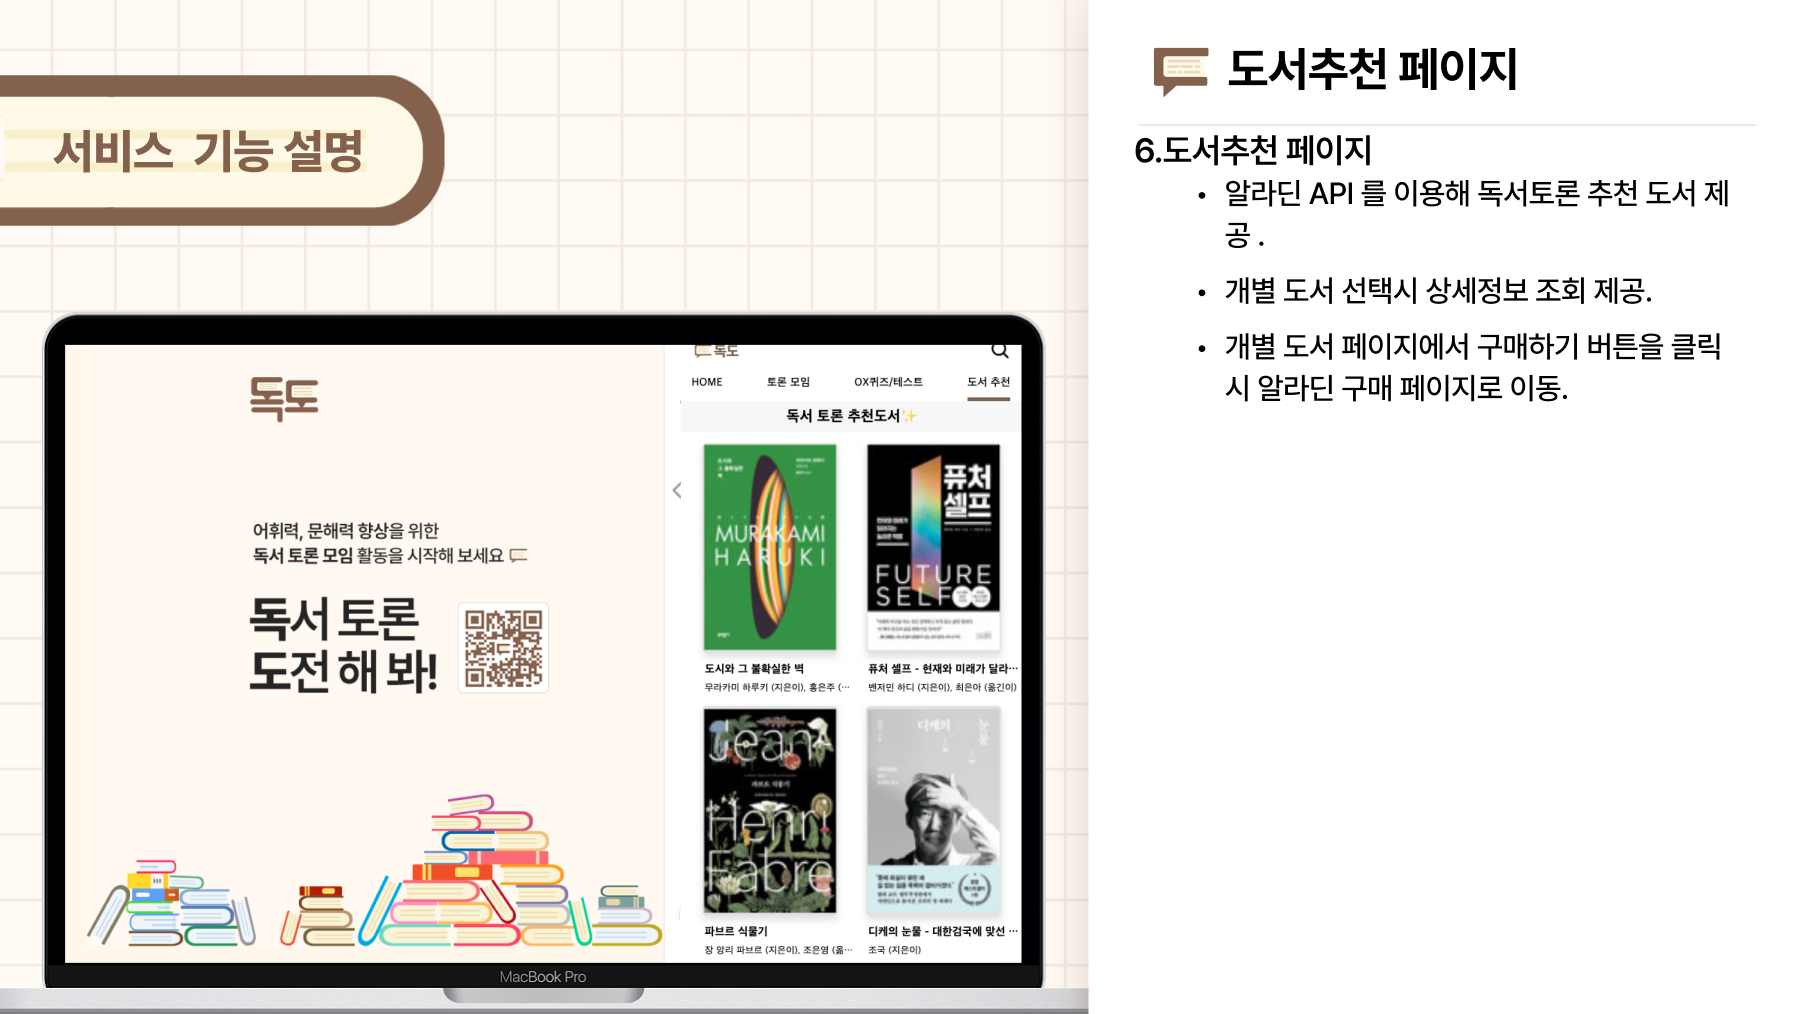 서비스 기능 설명
독도
어휘력, 문해력 향상을 위한
독서 토론 모임 활동을 시작해 보세요
독서 토론
도전 해 봐!
독도
HOME 토론 모임 OX퀴즈/테스트 도서 추천
독서 토론 추천도서✨
MURAKAMI
HARUKI
도시와 그 불확실한 벽
무라카미 하루키 (지은이), 홍은주 (···
퓨처
셀프
FUTURE
SELF
퓨처 셀프 - 현재와 미래가 달라···
벤저민 하디 (지은이), 최은아 (옮긴이)
Jean
파브르 식물기
Henri
Fabre
파브르 식물기
장 앙리 파브르 (지은이), 조은영 (옮···
디케의
눈물
디케의 눈물 - 대한검국에 맞선 ···
조국 (지은이)
MacBook Pro
도서추천 페이지
6.도서추천 페이지
• 알라딘 API 를 이용해 독서토론 추천 도서 제
공 .
• 개별 도서 선택시 상세정보 조회 제공.
• 개별 도서 페이지에서 구매하기 버튼을 클릭
시 알라딘 구매 페이지로 이동.